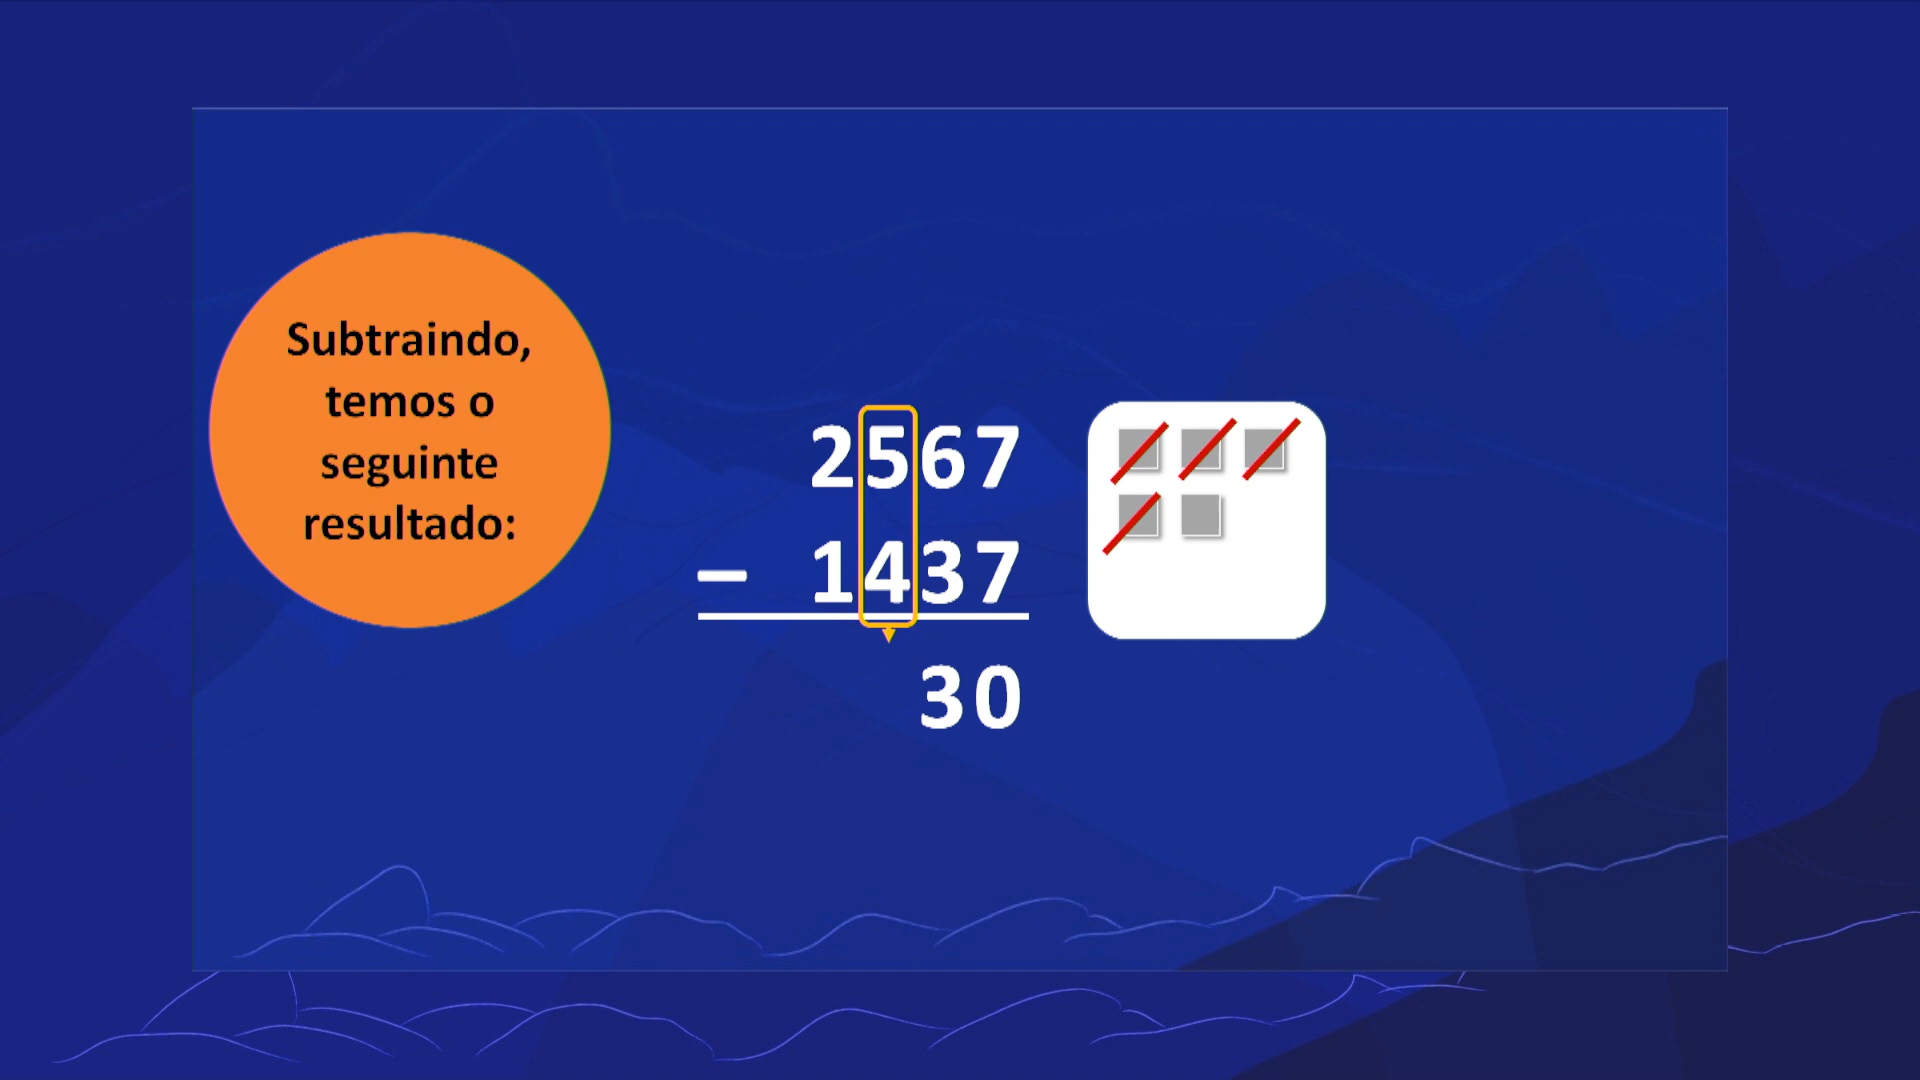 Subtraindo,
temos o
seguinte
resultado:
2567
– 1437
30